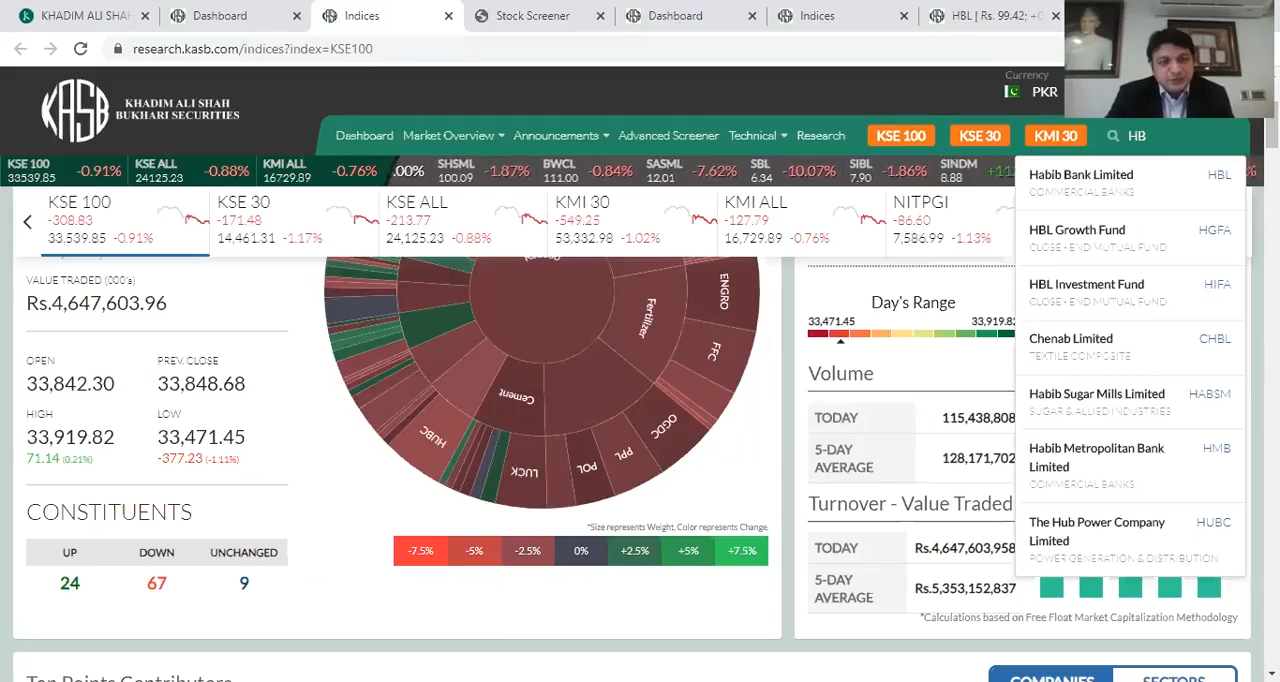 KHADIM ALI SHAH
Dashboard
Indices
Stock Screener
Dashboard
Indices
HBL | Rs. 99.42; +0
research.kasb.com/indices?index=KSE100
KASB
KHADIM ALI SHAH
BUKHARI SECURITIES
Currency
PKR
Dashboard Market Overview Announcements Advanced Screener Technical Research KSE 100 KSE 30 KMI 30 HB
KSE 100 33539.85 -0.91%
KSE ALL 24125.23 -0.88%
KMI ALL 16729.89 -0.76%
.00%
SHSML 100.09 -1.87%
BWCL 111.00 -0.84%
SASML 12.01 -7.62%
SBL 6.34 -10.07%
SIBL 7.90 -1.86%
SINDM 8.88
KSE 100
-308.83
33,539.85 -0.91%
KSE 30
-171.48
14,461.31 -1.17%
KSE ALL
-213.77
24,125.23 -0.88%
KMI 30
-549.25
53,332.98 -1.02%
KMI ALL
-127.79
16,729.89 -0.76%
NITPGI
-86.60
7,586.99 -1.13%
Habib Bank Limited HBL
COMMERCIAL BANKS
HBL Growth Fund HGFA
CLOSE - END MUTUAL FUND
HBL Investment Fund HIFA
CLOSE - END MUTUAL FUND
Chenab Limited CHBL
TEXTILE COMPOSITE
Habib Sugar Mills Limited HABSM
SUGAR & ALLIED INDUSTRIES
Habib Metropolitan Bank HMB
Limited
COMMERCIAL BANKS
The Hub Power Company HUBC
Limited
POWER GENERATION & DISTRIBUTION
VALUE TRADED (000's)
Rs.4,647,603.96
OPEN PREV. CLOSE
33,842.30 33,848.68
HIGH LOW
33,919.82 33,471.45
71.14 (0.21%) -377.23 (-1.11%)
CONSTITUENTS
UP DOWN UNCHANGED
24 67 9
ENGRO
Fertilizer
FFC
Cement
OGDC
PPL
POL
LUCK
HUBC
*Size represents Weight. Color represents Change.
-7.5% -5% -2.5% 0% +2.5% +5% +7.5%
Day's Range
33,471.45 33,919.82
Volume
TODAY 115,438,808
5-DAY
AVERAGE 128,171,702
Turnover - Value Traded
TODAY Rs.4,647,603,958
5-DAY
AVERAGE Rs.5,353,152,837
*Calculations based on Free Float Market Capitalization Methodology
Top Points Contributors
COMPANIES SECTORS